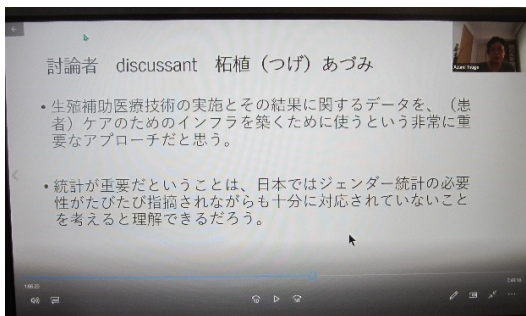 Azumi Tsuge
討論者　discussant　柘植（つげ）あづみ
・生殖補助医療技術の実施とその結果に関するデータを、（患
者）ケアのためのインフラを築くために使うという非常に重
要なアプローチだと思う。
・統計が重要だということは、日本ではジェンダー統計の必要
性がたびたび指摘されながらも十分に対応されていないこと
を考えると理解できるだろう。